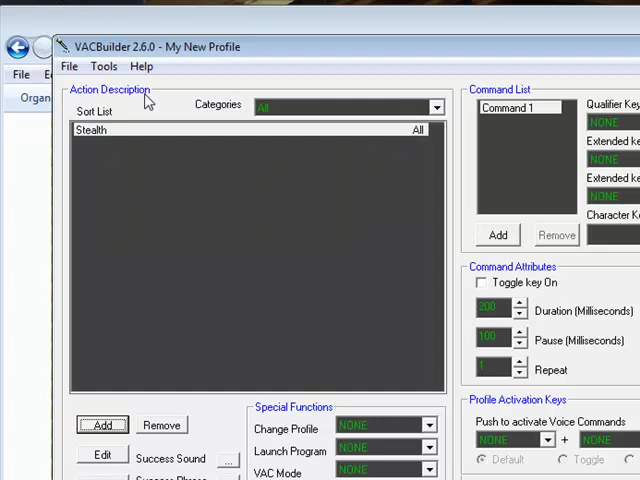 VACBuilder 2.6.0 - My New Profile
File
File Tools Help
Organ
Action Description
Sort List
Categories
All
Stealth All
Add
Remove
Edit
Success Sound
...
Special Functions
Change Profile
NONE
Launch Program
NONE
VAC Mode
NONE
Command List
Command 1
Add
Remove
Qualifier Key
NONE
Extended k
NONE
Extended k
NONE
Character K
Command Attributes
Toggle key On
200 Duration (Milliseconds)
100 Pause (Milliseconds)
1 Repeat
Profile Activation Keys
Push to activate Voice Commands
NONE + NONE
Default Toggle